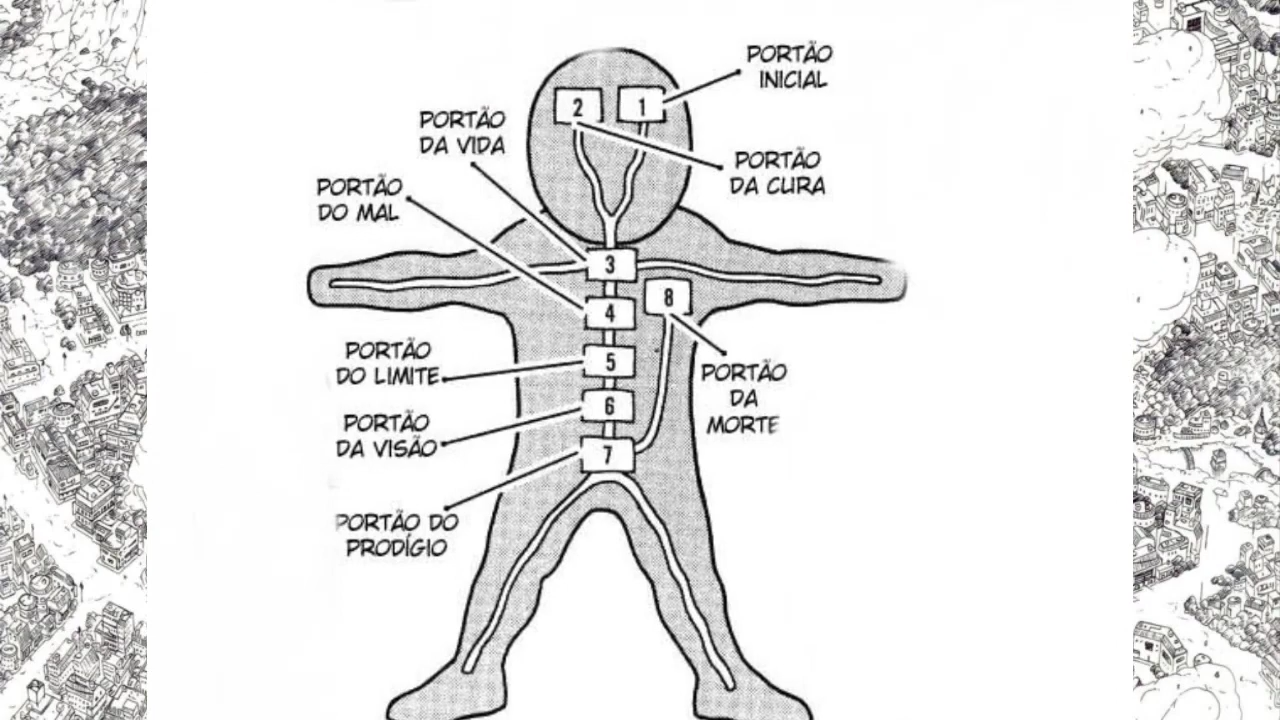 PORTÃO
INICIAL
2
1
PORTÃO
DA VIDA
PORTÃO
DA CURA
PORTÃO
DO MAL
3
8
4
PORTÃO
DO LIMITE
5
PORTÃO
DA
MORTE
6
PORTÃO
DA VISÃO
7
PORTÃO DO
PRODÍGIO